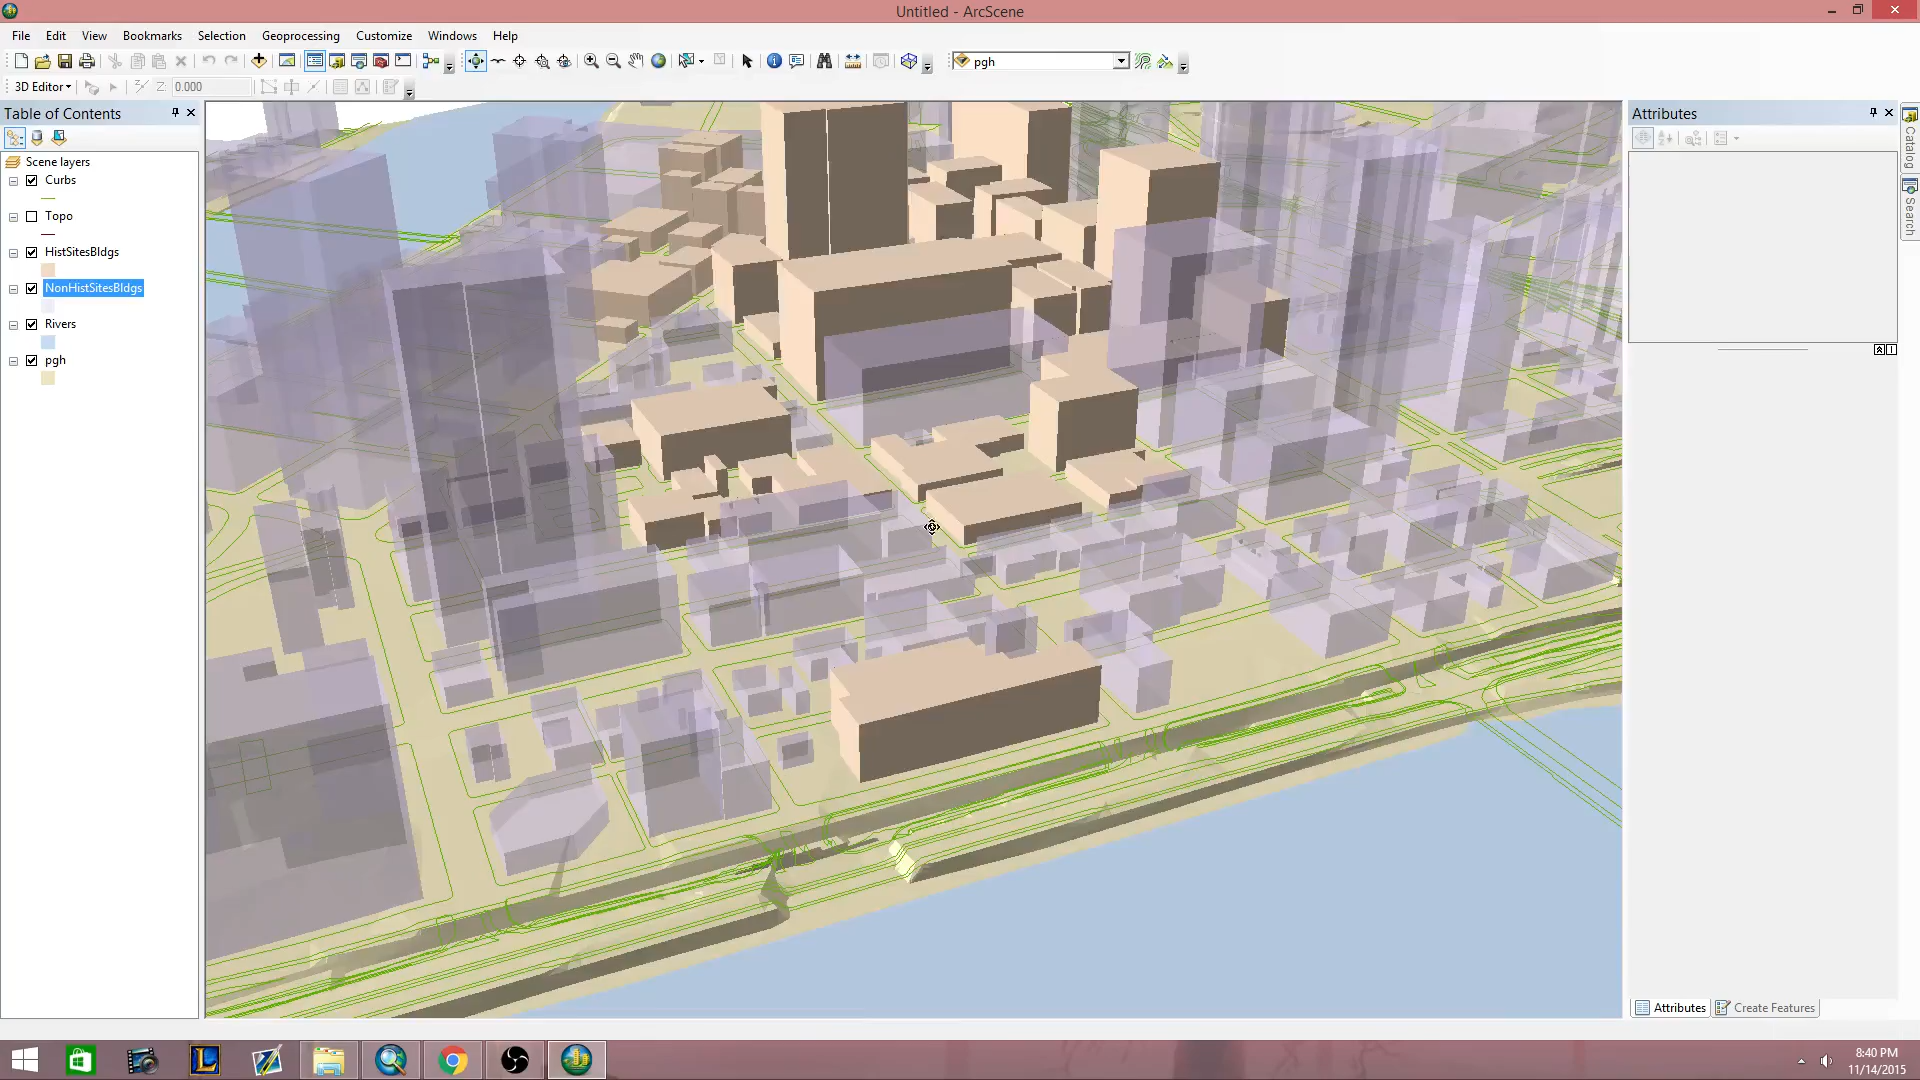 Untitled - ArcScene
File Edit View Bookmarks Selection Geoprocessing Customize Windows Help
pgh
3D Editor Z: 0.000
Table of Contents
Scene layers
Curbs
Topo
HistSitesBldgs
NonHistSitesBldgs
Rivers
pgh
Attributes
Catalog
Search
Attributes Create Features
8:40 PM
11/14/2015